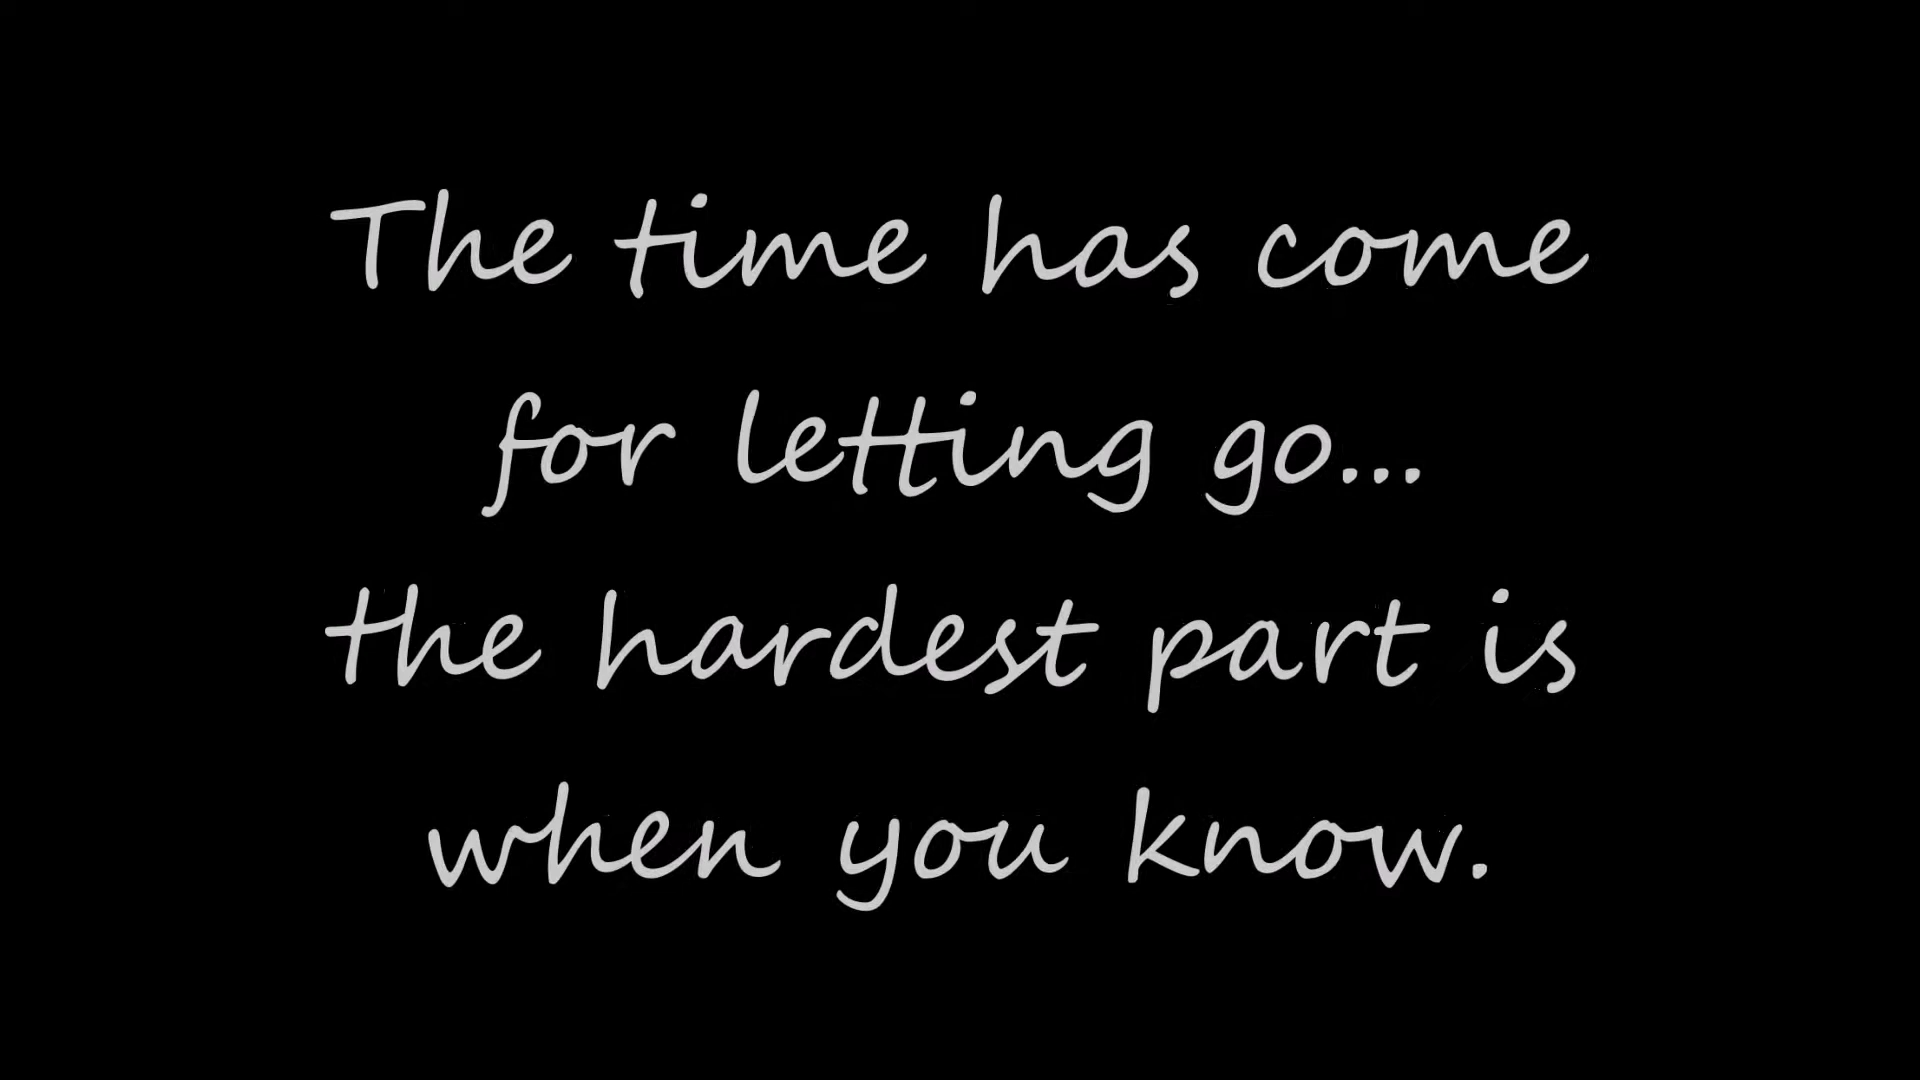 The time has come
for letting go...
the hardest part is
when you know.